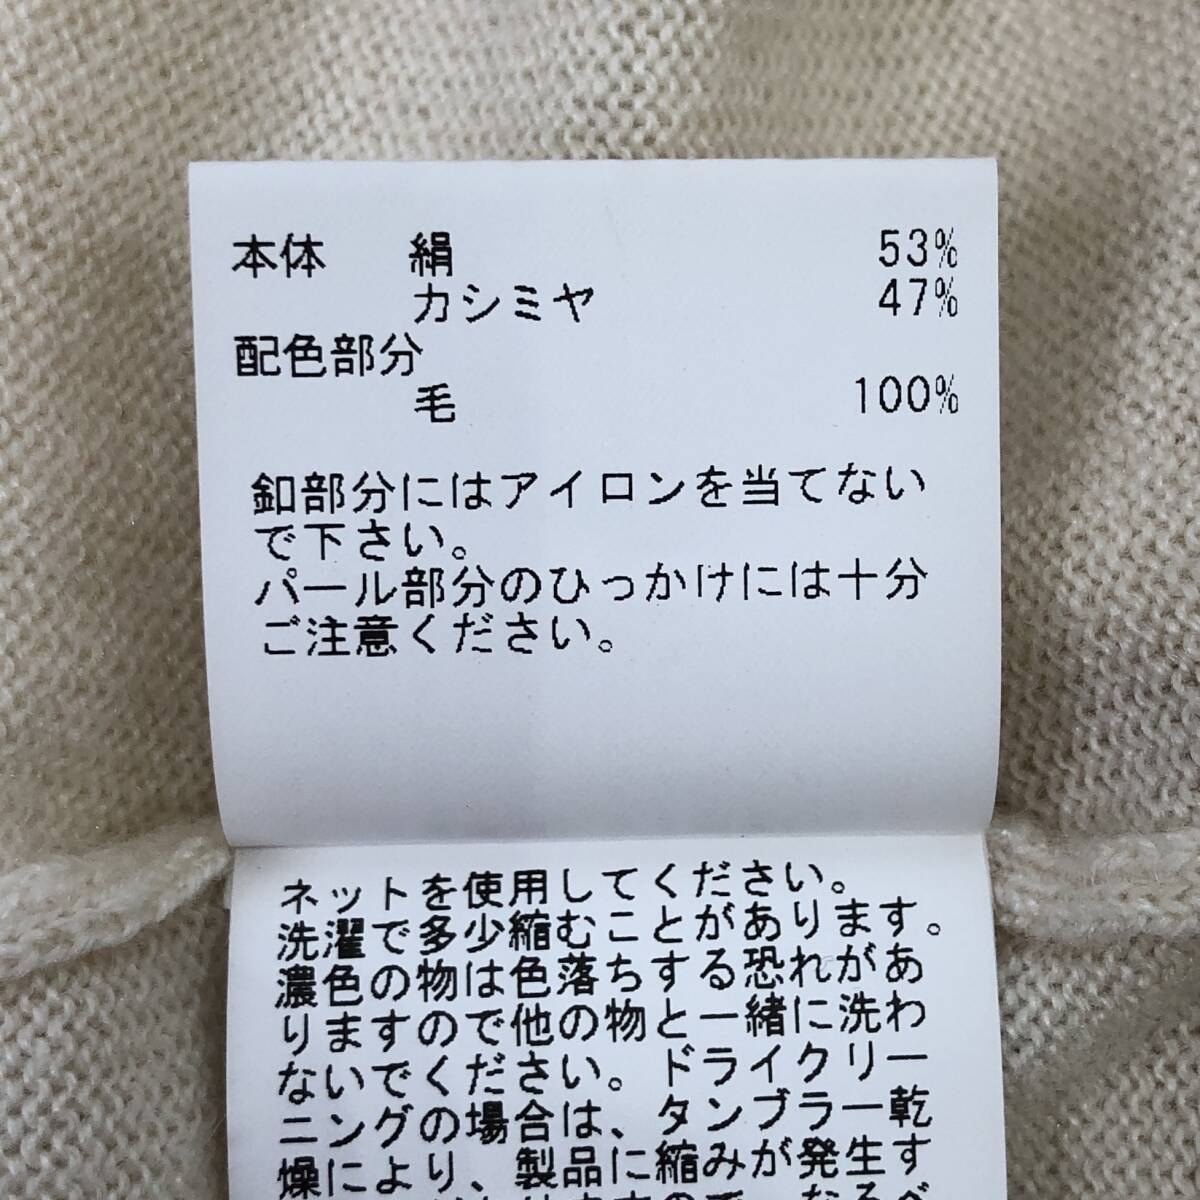 本体 絹 53%
カシミヤ 47%
配色部分
毛 100%
釦部分にはアイロンを当てない
で下さい。
パール部分のひっかけには十分
ご注意ください。
ネットを使用してください。
洗濯で多少縮むことがあります。
濃色の物は色落ちする恐れがあ
りますので他の物と一緒に洗わ
ないでください。ドライクリー
ニングの場合は、タンブラー乾
燥により、製品に縮みが発生す